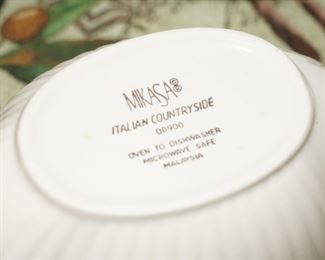 MIKASA®
ITALIAN COUNTRYSIDE
DD900
OVEN TO DISHWASHER
MICROWAVE SAFE
MALAYSIA